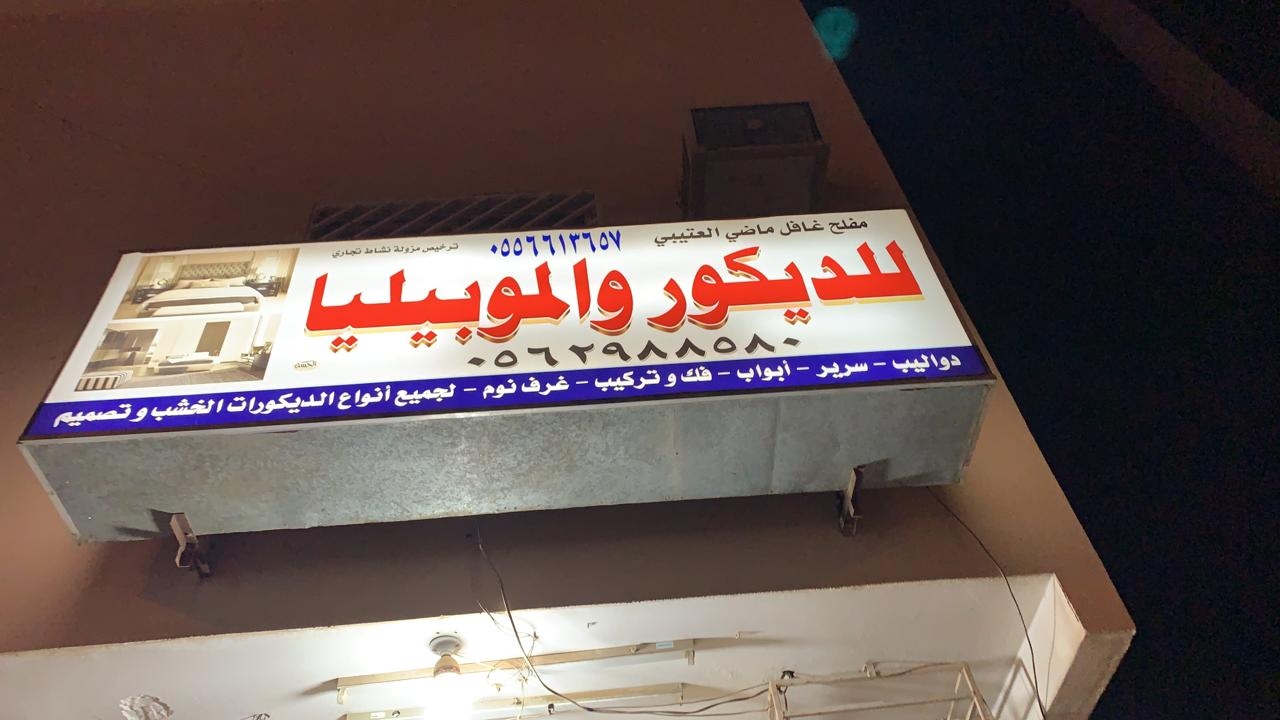 مفلح غافل ماضي العتيبي
٠٥٥٦٦١٣٦٥٧
ترخيص مزولة نشاط تجاري
للديكور والموبيليا
٠٥٦٢٩٨٨٥٨٠
دواليب - سرير - أبواب - فك و تركيب - غرف نوم - لجميع أنواع الديكورات الخشب و تصميم